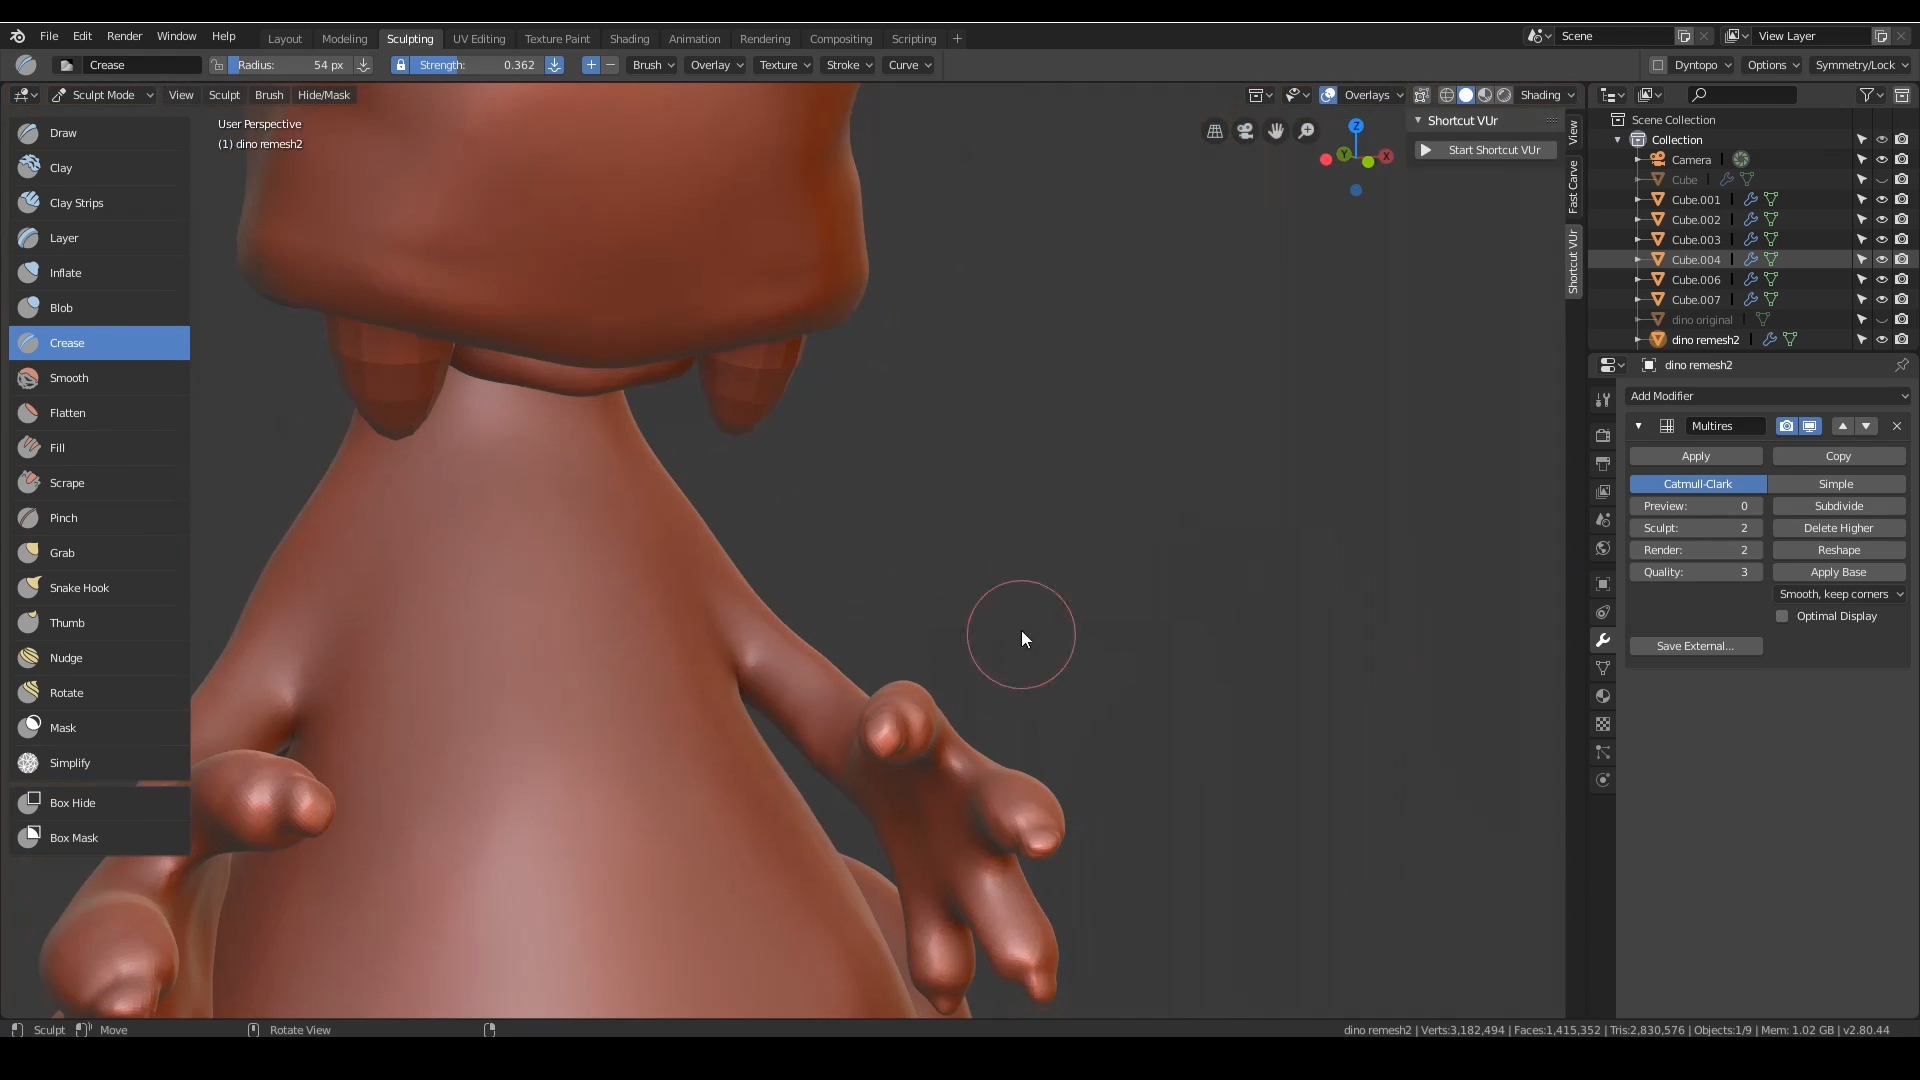 File Edit Render Window Help Layout Modeling Sculpting UV Editing Texture Paint Shading Animation Rendering Compositing Scripting + Scene View Layer
Crease Radius: 54 px Strength: 0.362 + − Brush Overlay Texture Stroke Curve Dyntopo Options Symmetry/Lock
Sculpt Mode View Sculpt Brush Hide/Mask Overlays Shading
User Perspective
(1) dino remesh2
Draw
Clay
Clay Strips
Layer
Inflate
Blob
Crease
Smooth
Flatten
Fill
Scrape
Pinch
Grab
Snake Hook
Thumb
Nudge
Rotate
Mask
Simplify
Box Hide
Box Mask
Z
Y
X
Shortcut VUr
Start Shortcut VUr
View
Fast Carve
Shortcut VUr
Scene Collection
Collection
Camera
Cube
Cube.001
Cube.002
Cube.003
Cube.004
Cube.006
Cube.007
dino original
dino remesh2
dino remesh2
Add Modifier
Multires
Apply Copy
Catmull-Clark Simple
Preview: 0 Subdivide
Sculpt: 2 Delete Higher
Render: 2 Reshape
Quality: 3 Apply Base
Smooth, keep corners
Optimal Display
Save External...
Sculpt Move Rotate View dino remesh2 | Verts:3,182,494 | Faces:1,415,352 | Tris:2,830,576 | Objects:1/9 | Mem: 1.02 GB | v2.80.44